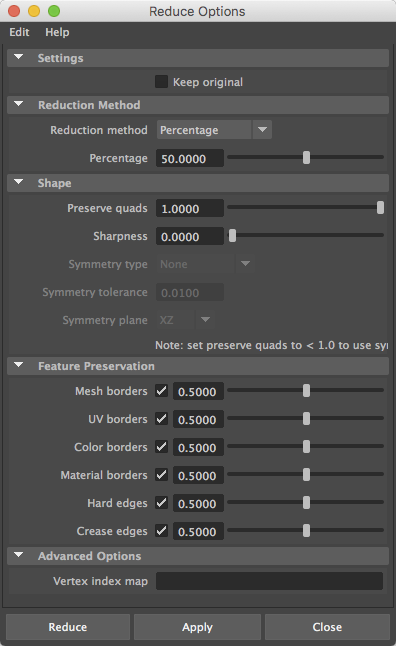 Reduce Options
Edit Help
Settings
Keep original
Reduction Method
Reduction method Percentage
Percentage 50.0000
Shape
Preserve quads 1.0000
Sharpness 0.0000
Symmetry type None
Symmetry tolerance 0.0100
Symmetry plane XZ
Note: set preserve quads to < 1.0 to use
Feature Preservation
Mesh borders 0.5000
UV borders 0.5000
Color borders 0.5000
Material borders 0.5000
Hard edges 0.5000
Crease edges 0.5000
Advanced Options
Vertex index map
Reduce Apply Close